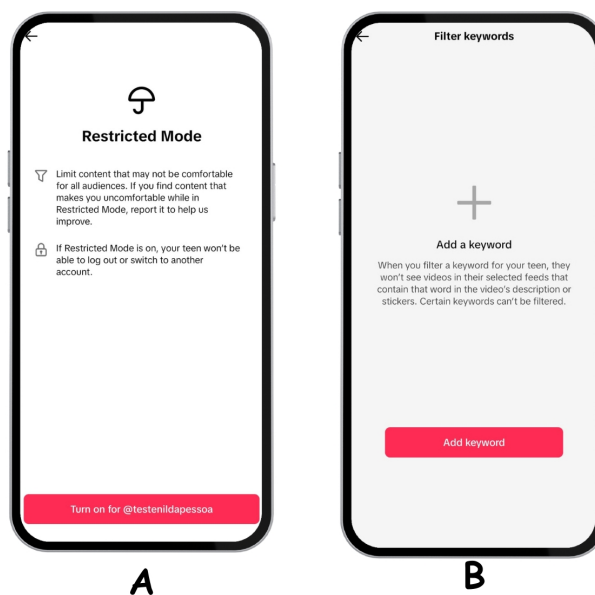 Restricted Mode
Limit content that may not be comfortable
for all audiences. If you find content that
makes you uncomfortable while in
Restricted Mode, report it to help us
improve.
If Restricted Mode is on, your teen won't be
able to log out or switch to another
account.
Turn on for @testenildapessoa
A
Filter keywords
Add a keyword
When you filter a keyword for your teen, they
won't see videos in their selected feeds that
contain that word in the video's description or
stickers. Certain keywords can't be filtered.
Add keyword
B